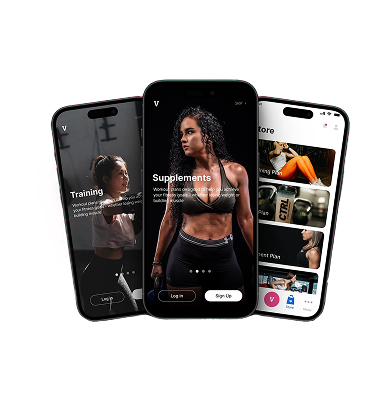 V
Training
Workout plans designed to help you achieve
your fitness goals - whether losing weight or
building muscle
Log in
V
Skip
Supplements
Workout plans designed to help you achieve
your fitness goals - whether losing weight or
building muscle
Log in
Sign Up
tore
Plan
Plan
CTRL
ment Plan
V
Store